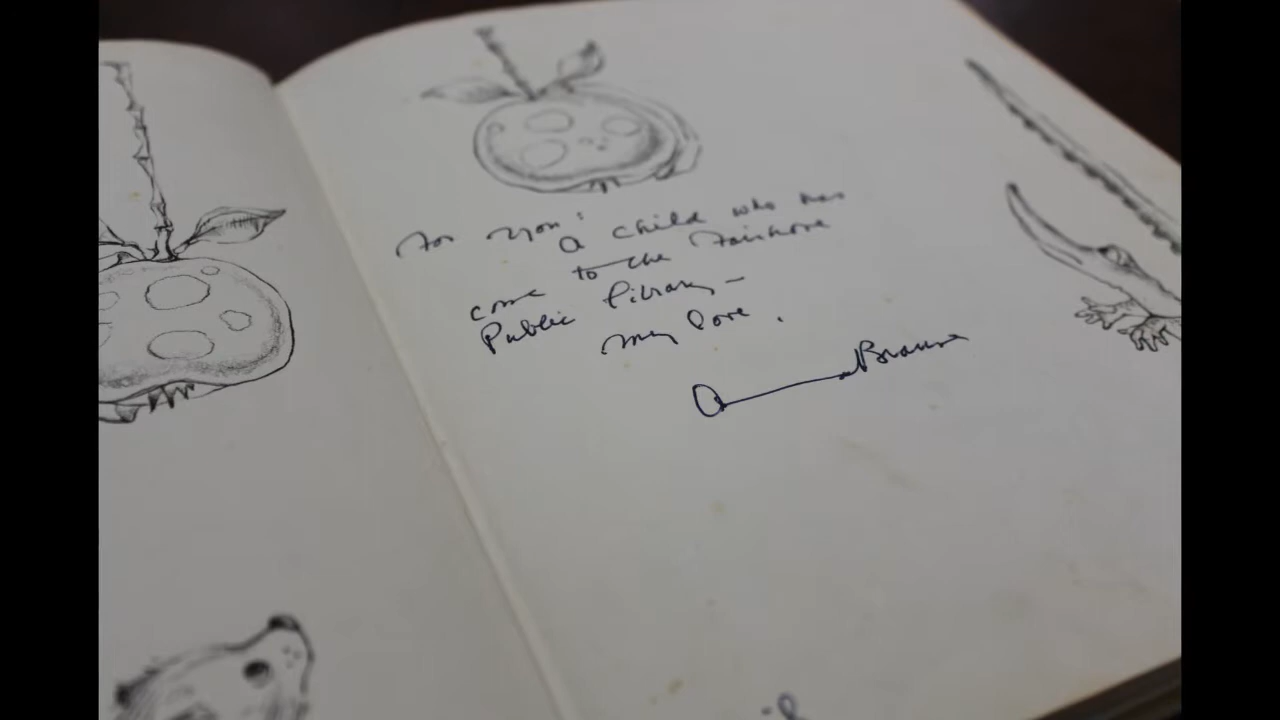 For you:
a child who has
come to the Fairhope
Public Library –
my love.